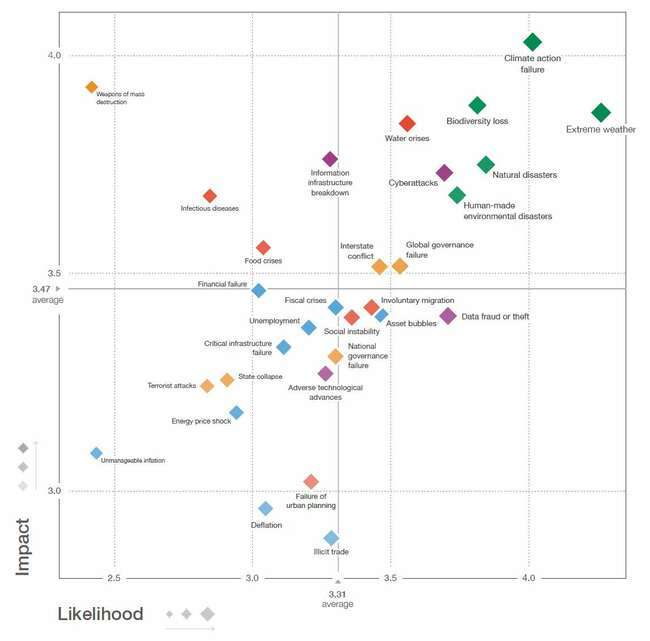 4.0
Climate action
failure
Weapons of mass
destruction
Biodiversity loss
Extreme weather
Water crises
Information
infrastructure
breakdown
Natural disasters
Cyberattacks
Human-made
environmental disasters
Infectious diseases
Food crises
Interstate
conflict
Global governance
failure
3.5
Financial failure
3.47
average
Fiscal crises
Involuntary migration
Unemployment
Data fraud or theft
Asset bubbles
Social instability
Critical infrastructure
failure
National
governance
failure
State collapse
Terrorist attacks
Adverse technological
advances
Energy price shock
Unmanageable inflation
3.0
Failure of
urban planning
Deflation
Illicit trade
Impact
2.5
3.0
3.5
4.0
3.31
average
Likelihood